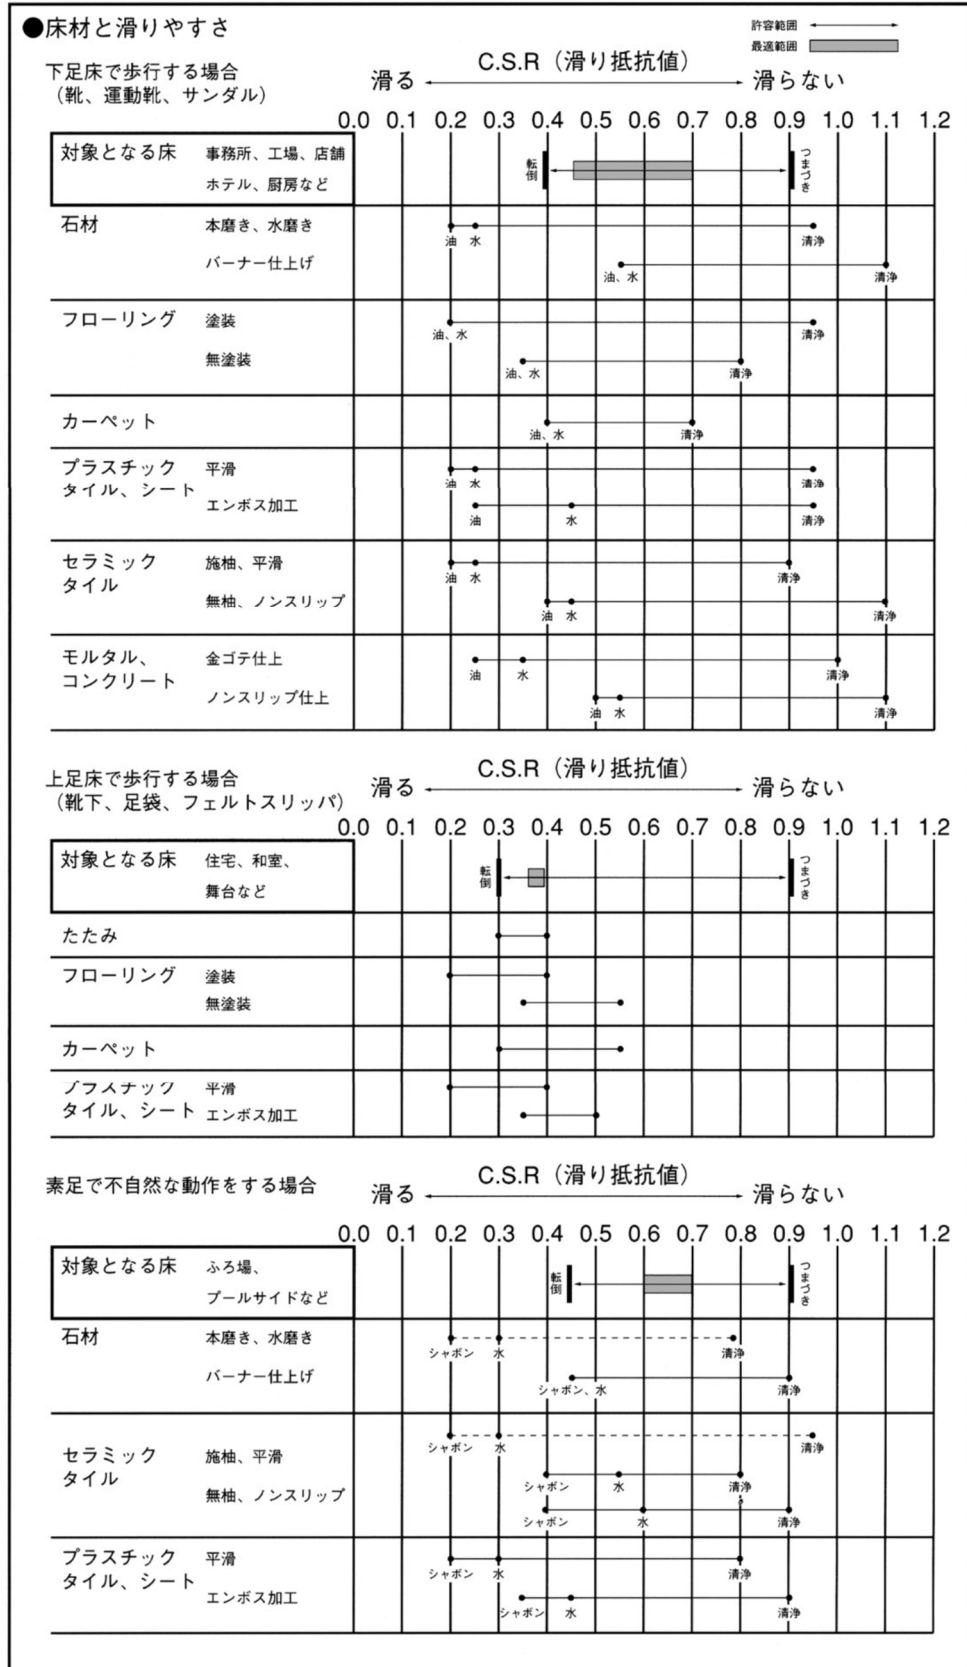 ●床材と滑りやすさ
許容範囲
最適範囲
下足床で歩行する場合
（靴、運動靴、サンダル）
C.S.R（滑り抵抗値）
滑る 滑らない
0.0 0.1 0.2 0.3 0.4 0.5 0.6 0.7 0.8 0.9 1.0 1.1 1.2
対象となる床 事務所、工場、店舗
ホテル、厨房など
転倒 つまづき
石材 本磨き、水磨き
油 水 清浄
バーナー仕上げ
油、水 清浄
フローリング 塗装
油、水 清浄
無塗装
油、水 清浄
カーペット
油、水 清浄
プラスチック 平滑
タイル、シート
油 水 清浄
エンボス加工
油 水 清浄
セラミック 施柚、平滑
タイル
油 水 清浄
無柚、ノンスリップ
油 水 清浄
モルタル、 金ゴテ仕上
コンクリート
油 水 清浄
ノンスリップ仕上
油 水 清浄
上足床で歩行する場合
（靴下、足袋、フェルトスリッパ）
C.S.R（滑り抵抗値）
滑る 滑らない
0.0 0.1 0.2 0.3 0.4 0.5 0.6 0.7 0.8 0.9 1.0 1.1 1.2
対象となる床 住宅、和室、
舞台など
転倒 つまづき
たたみ
フローリング 塗装
無塗装
カーペット
プラスチック 平滑
タイル、シート エンボス加工
素足で不自然な動作をする場合
C.S.R（滑り抵抗値）
滑る 滑らない
0.0 0.1 0.2 0.3 0.4 0.5 0.6 0.7 0.8 0.9 1.0 1.1 1.2
対象となる床 ふろ場、
プールサイドなど
転倒 つまづき
石材 本磨き、水磨き
シャボン 水 清浄
バーナー仕上げ
シャボン、水 清浄
シャボン 水 清浄
セラミック 施柚、平滑
タイル
シャボン 水 清浄
無柚、ノンスリップ
シャボン 水 清浄
プラスチック 平滑
タイル、シート
シャボン 水 清浄
エンボス加工
シャボン 水 清浄